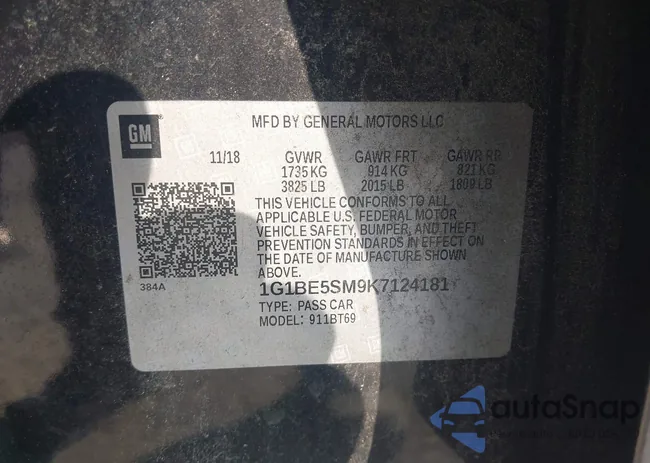 GM
MFD BY GENERAL MOTORS LLC
11/18 GVWR GAWR FRT GAWR RR
1735 KG 914 KG 821 KG
3825 LB 2015 LB 1809 LB
THIS VEHICLE CONFORMS TO ALL
APPLICABLE U.S. FEDERAL MOTOR
VEHICLE SAFETY, BUMPER, AND THEFT
PREVENTION STANDARDS IN EFFECT ON
THE DATE OF MANUFACTURE SHOWN
ABOVE.
384A
1G1BE5SM9K7124181
TYPE: PASS CAR
MODEL: 911BT69
autoSnap